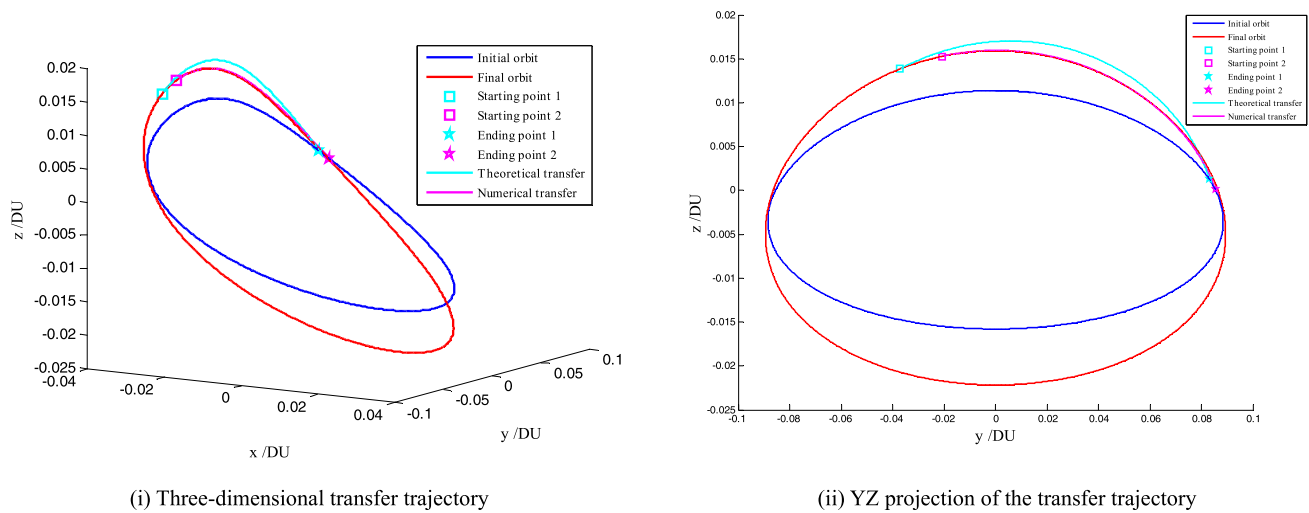 0.02
0.015
0.01
0.005
0
-0.005
-0.01
-0.015
-0.02
-0.025
z /DU
-0.04
-0.02
0
0.02
0.04
x /DU
-0.1
-0.05
0
0.05
0.1
y /DU
Initial orbit
Final orbit
Starting point 1
Starting point 2
Ending point 1
Ending point 2
Theoretical transfer
Numerical transfer
(i) Three-dimensional transfer trajectory
0.02
0.015
0.01
0.005
0
-0.005
-0.01
-0.015
-0.02
-0.025
z /DU
-0.1
-0.08
-0.06
-0.04
-0.02
0
0.02
0.04
0.06
0.08
0.1
y /DU
Initial orbit
Final orbit
Starting point 1
Starting point 2
Ending point 1
Ending point 2
Theoretical transfer
Numerical transfer
(ii) YZ projection of the transfer trajectory